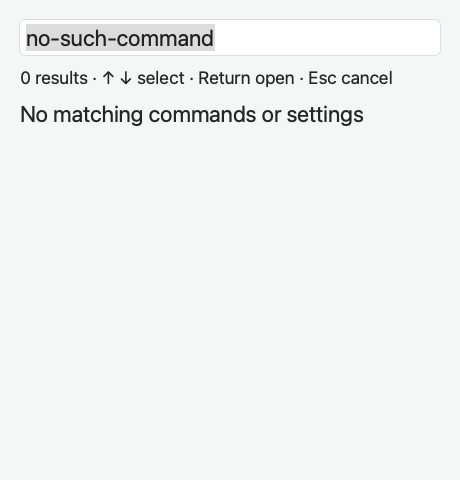 no-such-command
0 results · ↑ ↓ select · Return open · Esc cancel
No matching commands or settings